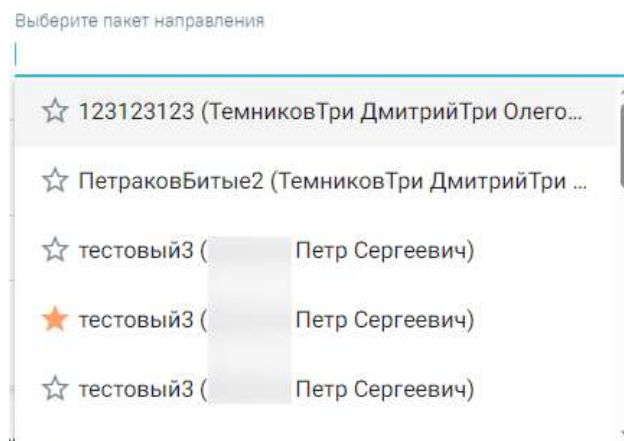 Выберите пакет направления
123123123 (ТемниковТри ДмитрийТри Олего...
ПетраковБитые2 (ТемниковТри ДмитрийТри ...
тестовый3 ( Петр Сергеевич)
тестовый3 ( Петр Сергеевич)
тестовый3 ( Петр Сергеевич)